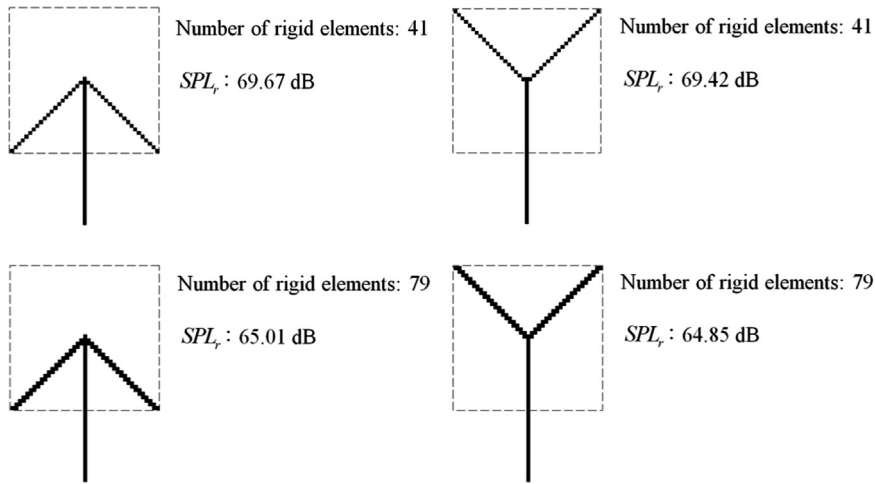 Number of rigid elements: 41
SPLr : 69.67 dB
Number of rigid elements: 41
SPLr : 69.42 dB
Number of rigid elements: 79
SPLr : 65.01 dB
Number of rigid elements: 79
SPLr : 64.85 dB